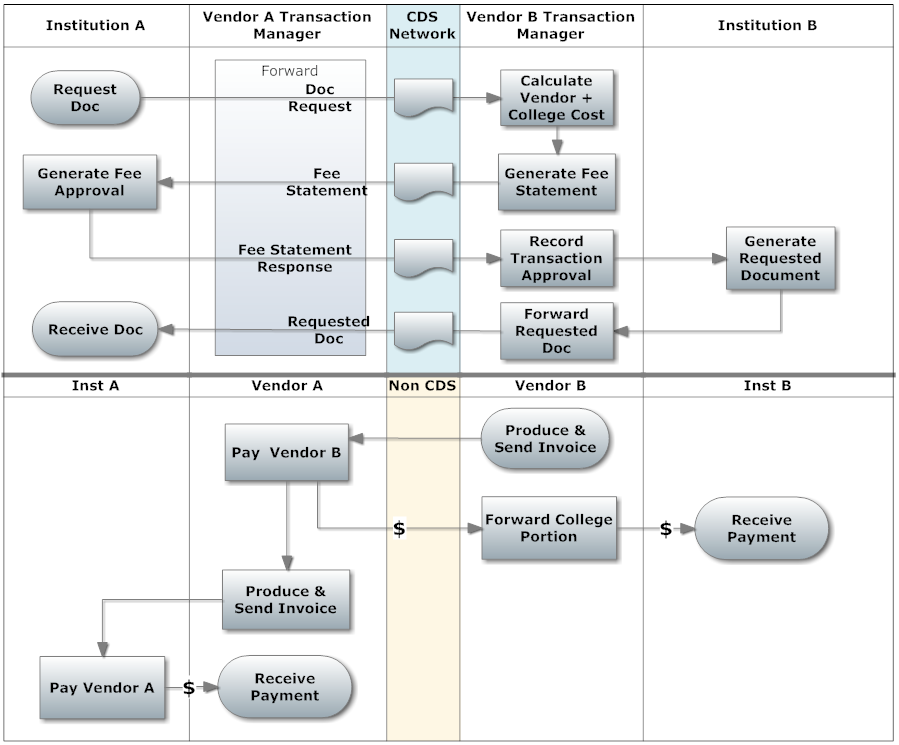 Institution A
Vendor A Transaction
Manager
CDS
Network
Vendor B Transaction
Manager
Institution B
Forward
Request
Doc
Doc
Request
Calculate
Vendor +
College Cost
Generate Fee
Approval
Fee
Statement
Generate Fee
Statement
Fee Statement
Response
Record
Transaction
Approval
Generate
Requested
Document
Receive Doc
Requested
Doc
Forward
Requested
Doc
Inst A
Vendor A
Non CDS
Vendor B
Inst B
Pay Vendor B
Produce &
Send Invoice
$
Forward College
Portion
$
Receive
Payment
Produce &
Send Invoice
Pay Vendor A
$
Receive
Payment